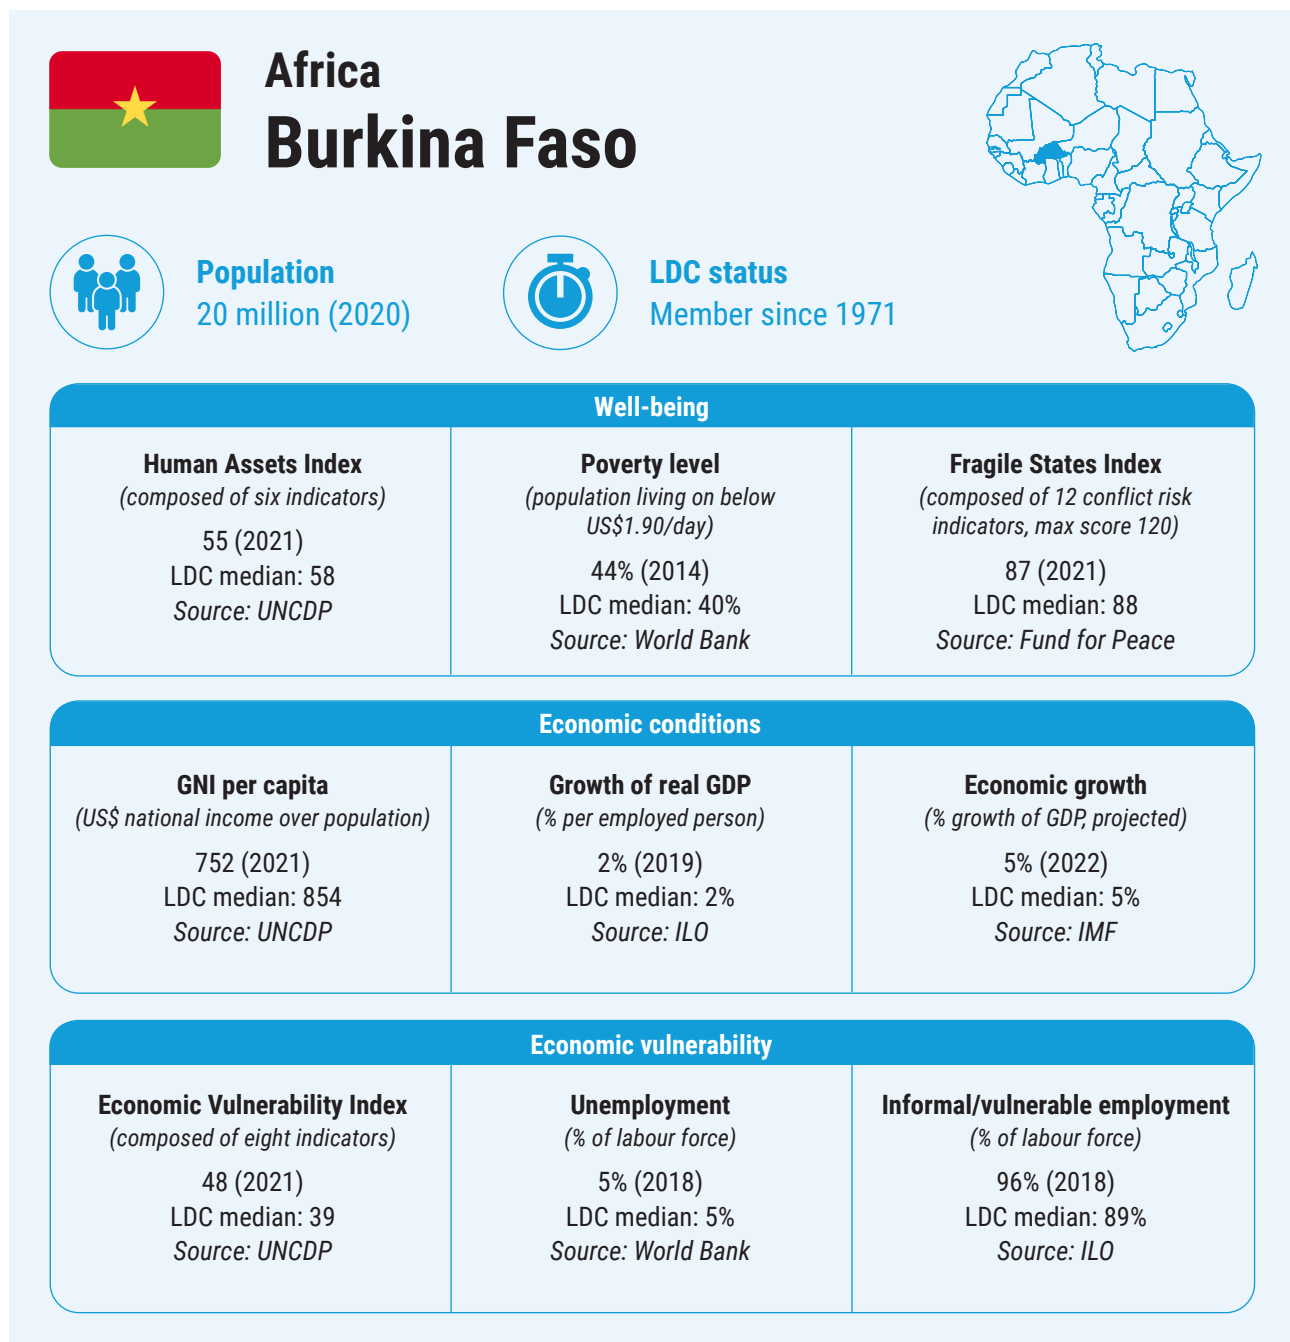 Africa
Burkina Faso
Population
20 million (2020)
LDC status
Member since 1971
Well-being
Human Assets Index
(composed of six indicators)
55 (2021)
LDC median: 58
Source: UNCDP
Poverty level
(population living on below
US$1.90/day)
44% (2014)
LDC median: 40%
Source: World Bank
Fragile States Index
(composed of 12 conflict risk
indicators, max score 120)
87 (2021)
LDC median: 88
Source: Fund for Peace
Economic conditions
GNI per capita
(US$ national income over population)
752 (2021)
LDC median: 854
Source: UNCDP
Growth of real GDP
(% per employed person)
2% (2019)
LDC median: 2%
Source: ILO
Economic growth
(% growth of GDP, projected)
5% (2022)
LDC median: 5%
Source: IMF
Economic vulnerability
Economic Vulnerability Index
(composed of eight indicators)
48 (2021)
LDC median: 39
Source: UNCDP
Unemployment
(% of labour force)
5% (2018)
LDC median: 5%
Source: World Bank
Informal/vulnerable employment
(% of labour force)
96% (2018)
LDC median: 89%
Source: ILO